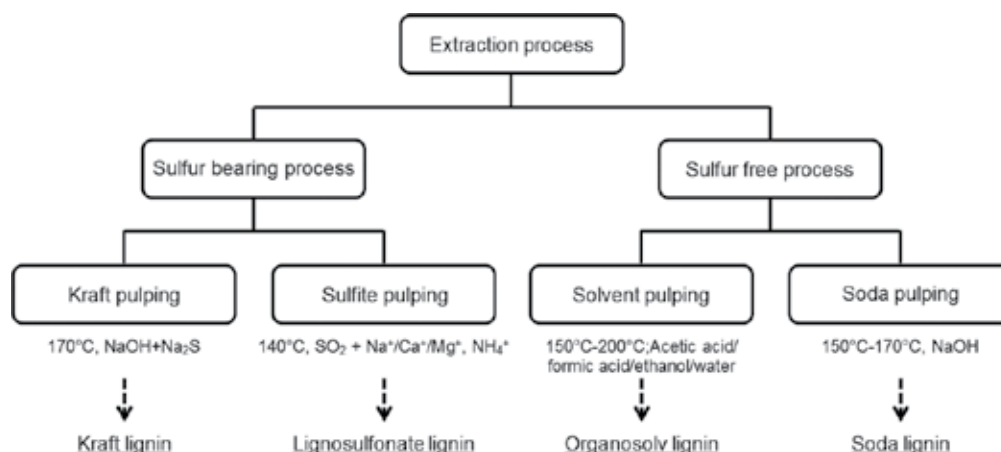 Extraction process
Sulfur bearing process
Sulfur free process
Kraft pulping
Sulfite pulping
Solvent pulping
Soda pulping
170°C, NaOH+Na₂S
140°C, SO₂ + Na⁺/Ca⁺/Mg⁺, NH₄⁺
150°C-200°C;Acetic acid/
formic acid/ethanol/water
150°C-170°C, NaOH
Kraft lignin
Lignosulfonate lignin
Organosolv lignin
Soda lignin